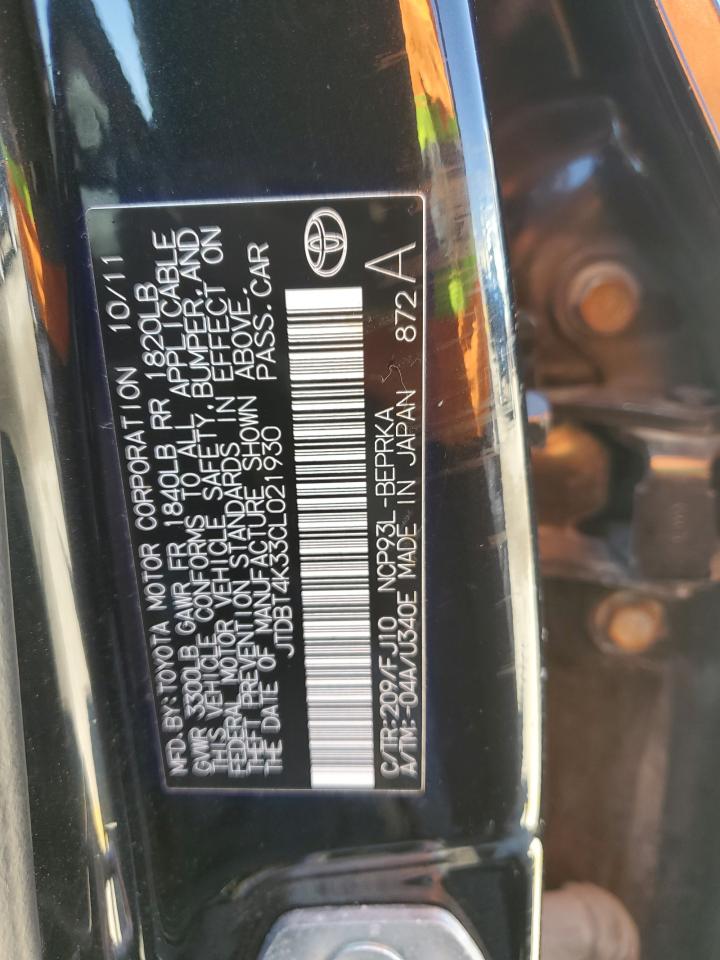 MFD. BY: TOYOTA MOTOR CORPORATION 10/11
GVWR 3300LB GAWR FR 1840LB RR 1820LB
THIS VEHICLE CONFORMS TO ALL APPLICABLE
FEDERAL MOTOR VEHICLE SAFETY, BUMPER, AND
THEFT PREVENTION STANDARDS IN EFFECT ON
THE DATE OF MANUFACTURE SHOWN ABOVE.
JTDBT4K33CL021930 PASS. CAR
C/TR: 209/FJ10 NCP93L-BEPRKA
A/TM: -04A/U340E MADE IN JAPAN 872 A